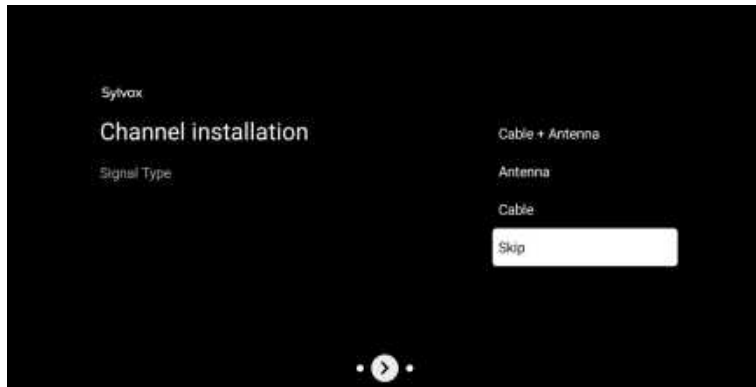 Sylvox
Channel installation
Signal Type
Cable + Antenna
Antenna
Cable
Skip